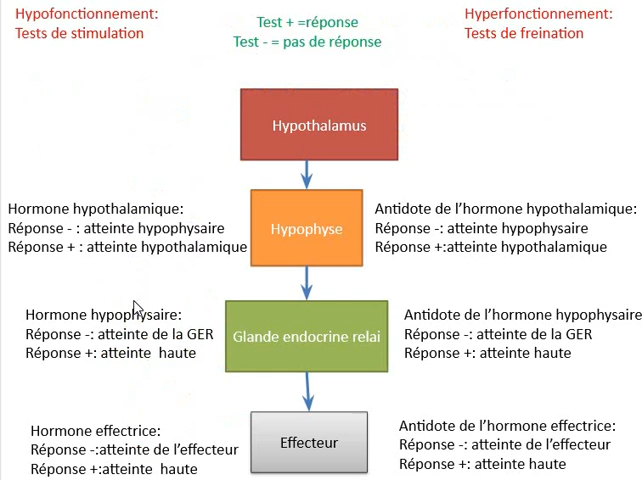 Hypofonctionnement:
Tests de stimulation
Test + =réponse
Test - = pas de réponse
Hyperfonctionnement:
Tests de freination
Hypothalamus
Hormone hypothalamique:
Réponse - : atteinte hypophysaire
Réponse + : atteinte hypothalamique
Hypophyse
Antidote de l’hormone hypothalamique:
Réponse -: atteinte hypophysaire
Réponse +:atteinte hypothalamique
Hormone hypophysaire:
Réponse -: atteinte de la GER
Réponse +: atteinte haute
Glande endocrine relai
Antidote de l’hormone hypophysaire
Réponse -: atteinte de la GER
Réponse +: atteinte haute
Hormone effectrice:
Réponse -:atteinte de l’effecteur
Réponse +:atteinte haute
Effecteur
Antidote de l’hormone effectrice:
Réponse -: atteinte de l’effecteur
Réponse +: atteinte haute